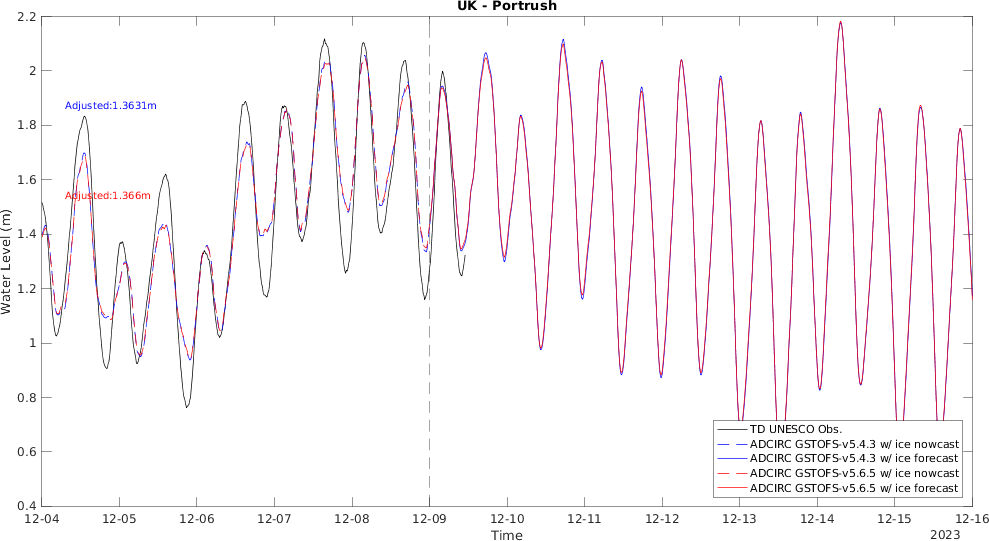 UK - Portrush
2.2
2
1.8
1.6
1.4
1.2
1
0.8
0.6
0.4
Water Level (m)
Adjusted:1.3631m
Adjusted:1.366m
TD UNESCO Obs.
ADCIRC GSTOFS-v5.4.3 w/ ice nowcast
ADCIRC GSTOFS-v5.4.3 w/ ice forecast
ADCIRC GSTOFS-v5.6.5 w/ ice nowcast
ADCIRC GSTOFS-v5.6.5 w/ ice forecast
12-04 12-05 12-06 12-07 12-08 12-09 12-10 12-11 12-12 12-13 12-14 12-15 12-16
Time
2023